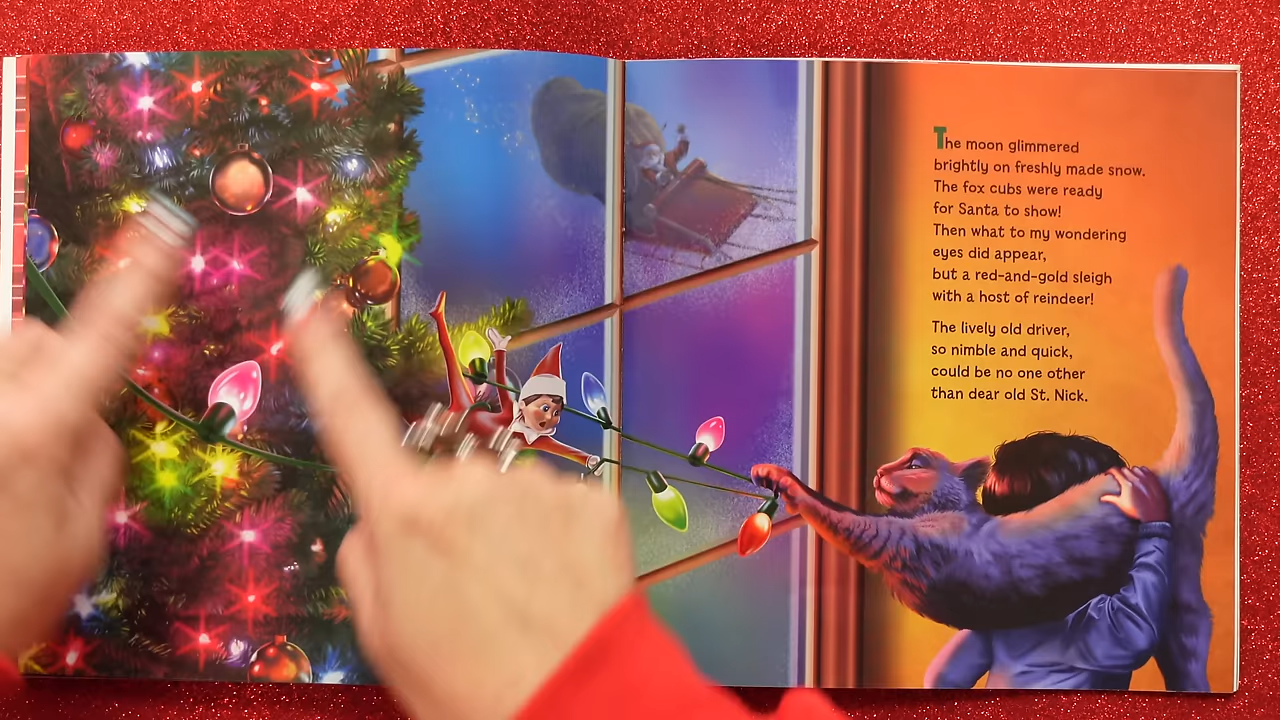 The moon glimmered
brightly on freshly made snow.
The fox cubs were ready
for Santa to show!
Then what to my wondering
eyes did appear,
but a red-and-gold sleigh
with a host of reindeer!
The lively old driver,
so nimble and quick,
could be no one other
than dear old St. Nick.